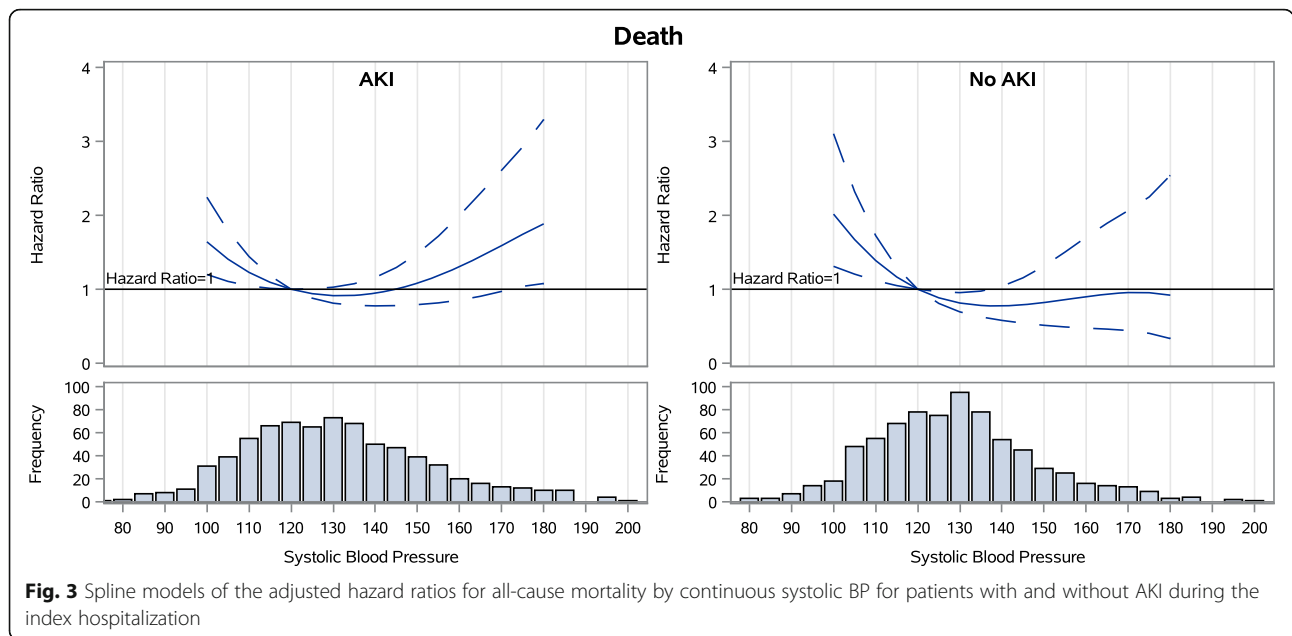 Death
AKI
4
3
2
1
0
Hazard Ratio
Hazard Ratio=1
100
80
60
40
20
0
Frequency
80 90 100 110 120 130 140 150 160 170 180 190 200
Systolic Blood Pressure
No AKI
4
3
2
1
0
Hazard Ratio
Hazard Ratio=1
100
80
60
40
20
0
Frequency
80 90 100 110 120 130 140 150 160 170 180 190 200
Systolic Blood Pressure
Fig. 3 Spline models of the adjusted hazard ratios for all-cause mortality by continuous systolic BP for patients with and without AKI during the
index hospitalization